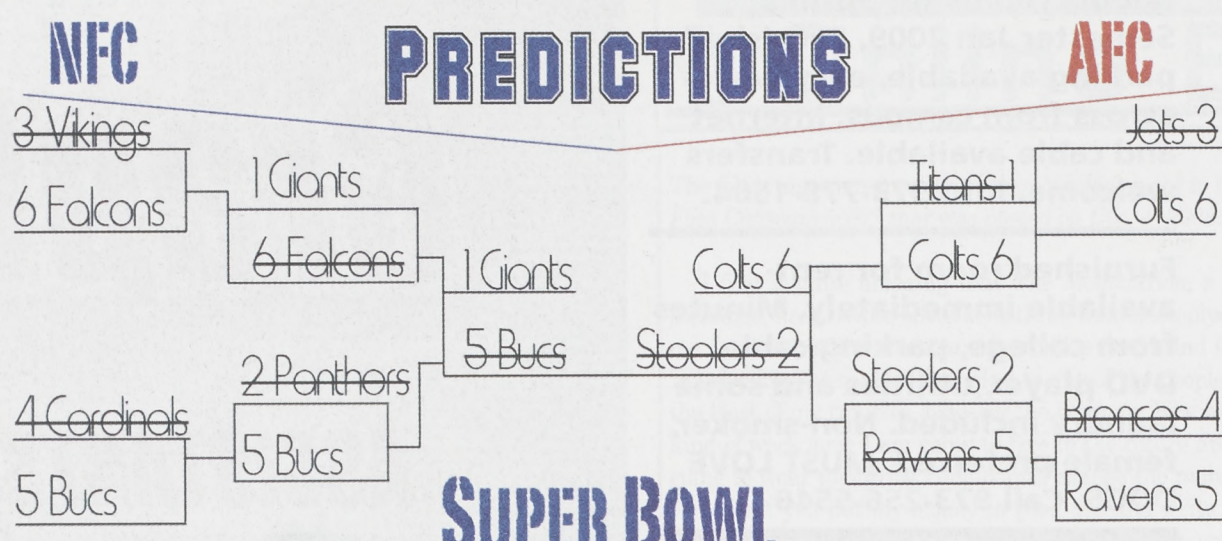 NFC
PREDICTIONS
AFC
3 Vikings
6 Falcons
1 Giants
6 Falcons
4 Cardinals
5 Bucs
2 Panthers
5 Bucs
1 Giants
5 Bucs
Colts 6
Steelers 2
Titans 1
Colts 6
Steelers 2
Ravens 5
Jets 3
Colts 6
Broncos 4
Ravens 5
SUPER BOWL